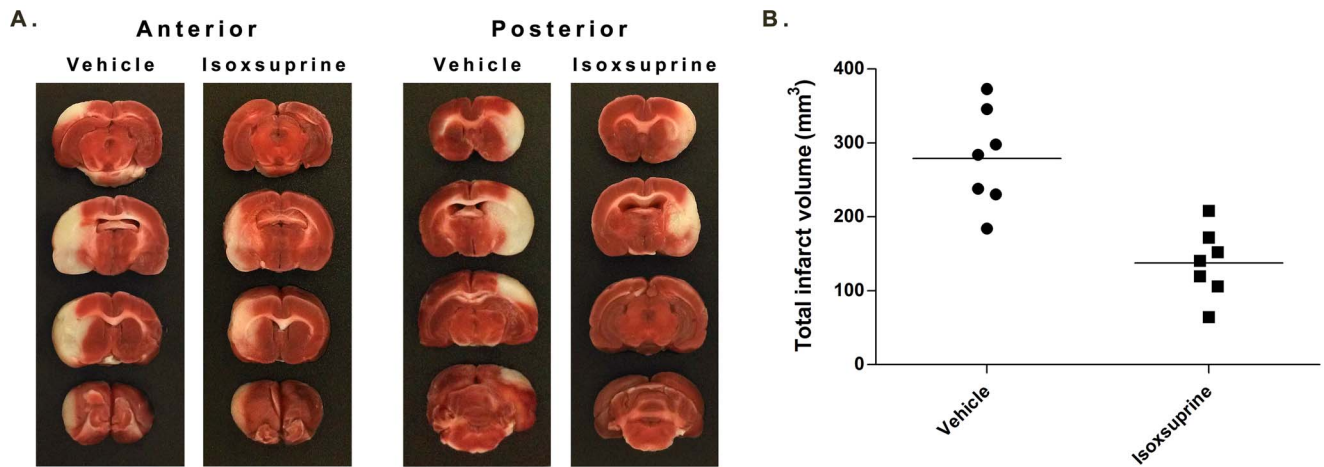 A.
Anterior
Posterior
Vehicle
Isoxsuprine
Vehicle
Isoxsuprine
B.
Total infarct volume (mm³)
400
300
200
100
0
Vehicle
Isoxsuprine